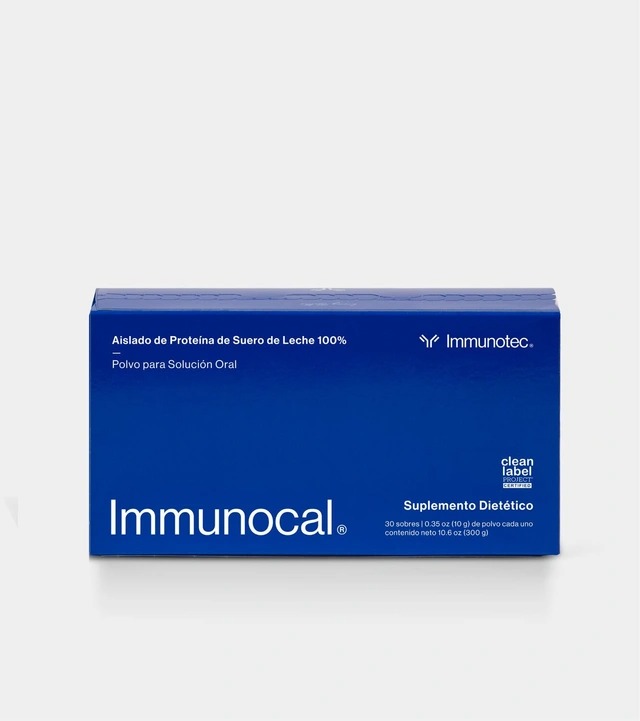 Aislado de Proteína de Suero de Leche 100%
Polvo para Solución Oral
Immunotec®
clean
label
PROJECT
CERTIFIED
Immunocal®
Suplemento Dietético
30 sobres | 0.35 oz (10 g) de polvo cada uno
contenido neto 10.6 oz (300 g)